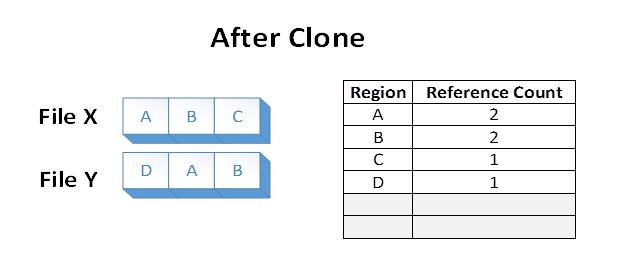 After Clone
File X A B C
File Y D A B
Region Reference Count
A 2
B 2
C 1
D 1